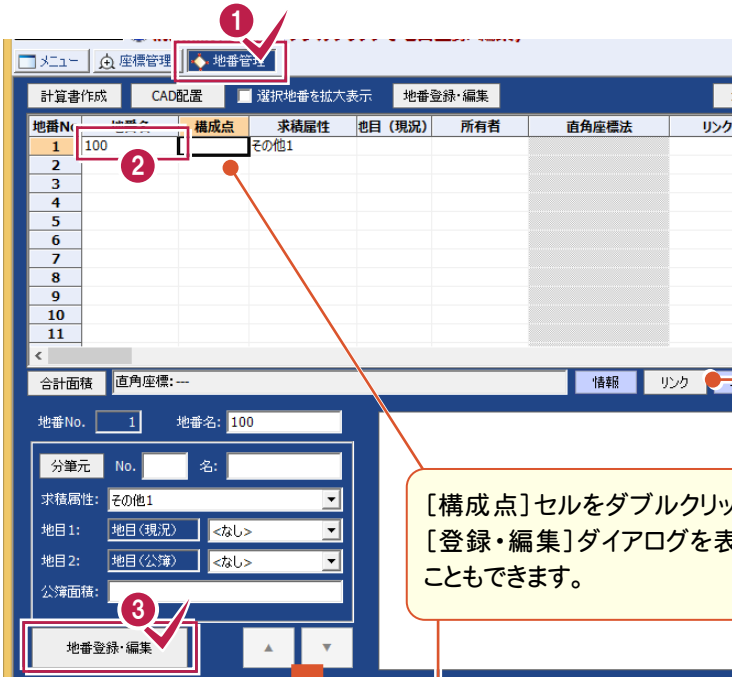 1
メニュー 座標管理 地番管理
計算書作成 CAD配置 選択地番を拡大表示 地番登録・編集
地番No 構成点 求積属性 地目（現況） 所有者 直角座標法 リンク
1 100 その他1
2
2
3
4
5
6
7
8
9
10
11
合計面積 直角座標:--- 情報 リンク
地番No. 1 地番名: 100
分筆元 No. 名:
求積属性: その他1
地目1: 地目(現況) <なし>
地目2: 地目(公簿) <なし>
公簿面積:
3
地番登録・編集
［構成点］セルをダブルクリッ
［登録・編集］ダイアログを表
こともできます。